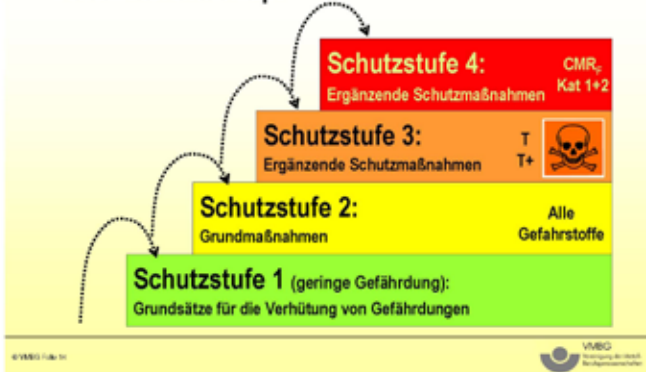 Schutzstufe 4:
CMRF
Ergänzende Schutzmaßnahmen
Kat 1+2
Schutzstufe 3:
T
Ergänzende Schutzmaßnahmen
T+
Schutzstufe 2:
Alle
Grundmaßnahmen
Gefahrstoffe
Schutzstufe 1 (geringe Gefährdung):
Grundsätze für die Verhütung von Gefährdungen
VMBG